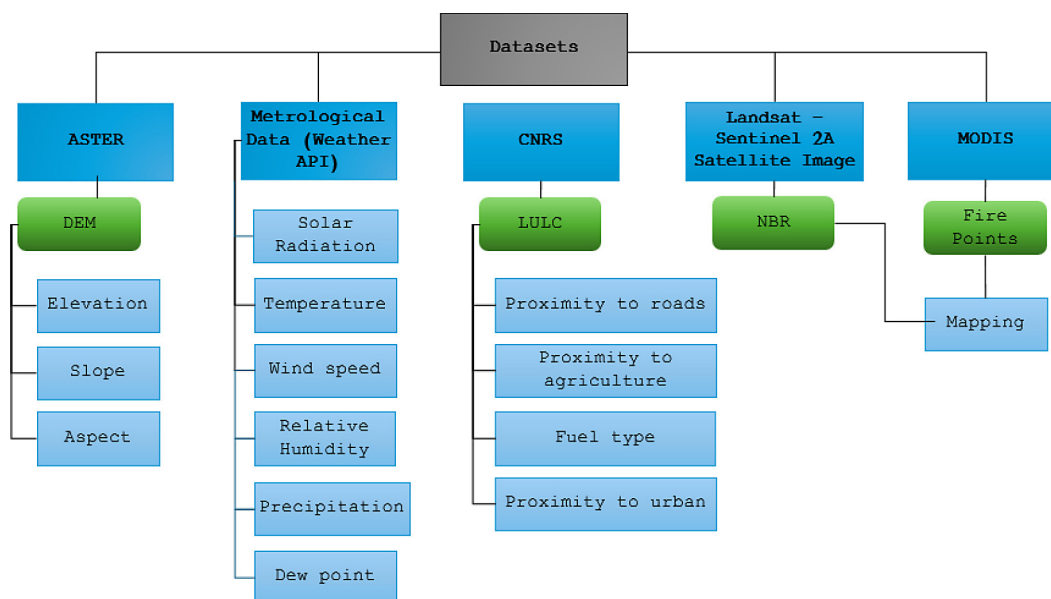 Datasets
ASTER
Metrological
Data (Weather
API)
CNRS
Landsat –
Sentinel 2A
Satellite Image
MODIS
DEM
Elevation
Slope
Aspect
Solar
Radiation
Temperature
Wind speed
Relative
Humidity
Precipitation
Dew point
LULC
Proximity to roads
Proximity to
agriculture
Fuel type
Proximity to urban
NBR
Fire
Points
Mapping